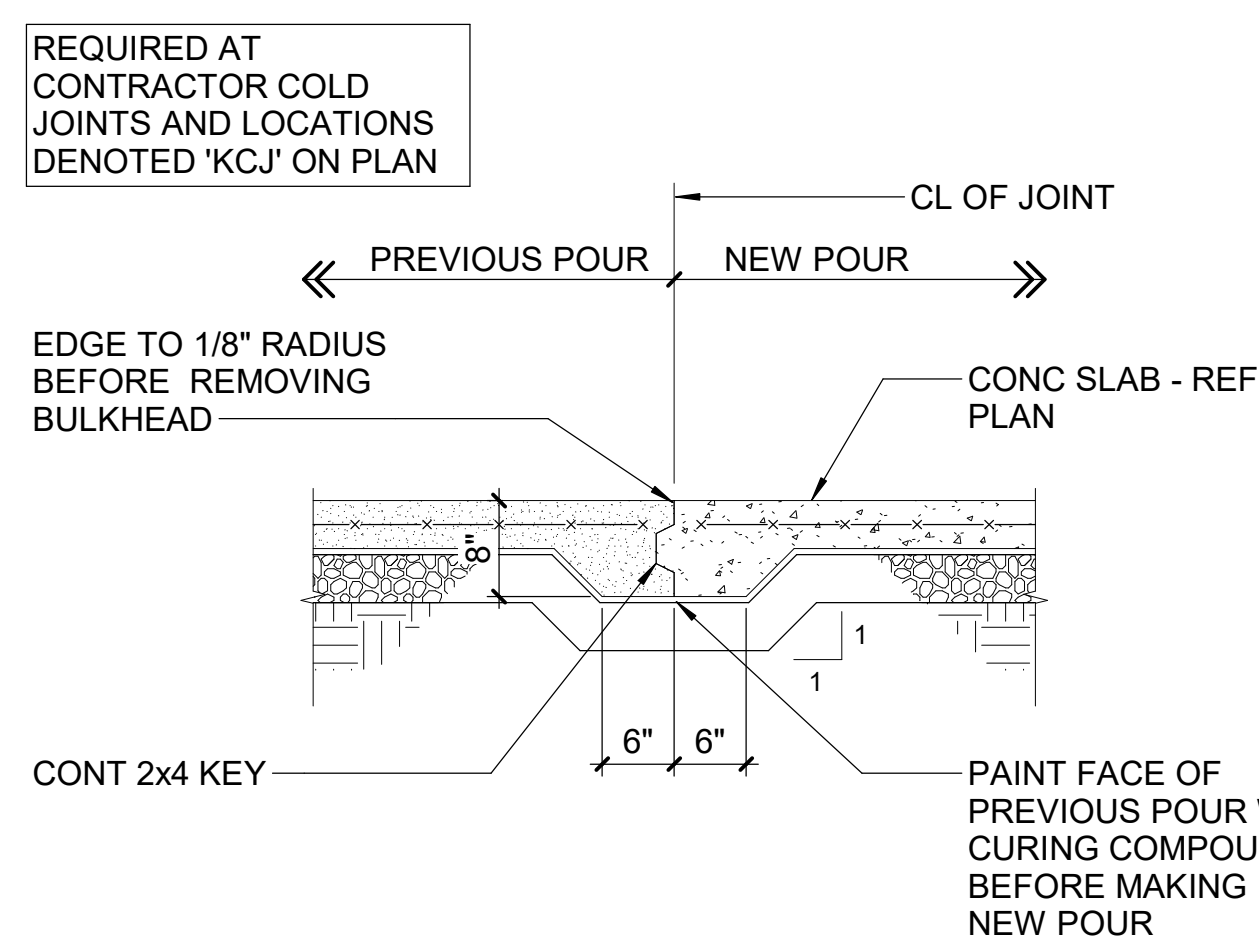 REQUIRED AT
CONTRACTOR COLD
JOINTS AND LOCATIONS
DENOTED 'KCJ' ON PLAN
CL OF JOINT
PREVIOUS POUR
NEW POUR
EDGE TO 1/8" RADIUS
BEFORE REMOVING
BULKHEAD
CONC SLAB - REF
PLAN
8"
1
1
6"
6"
CONT 2x4 KEY
PAINT FACE OF
PREVIOUS POUR
CURING
BEFORE MAKING
NEW POUR